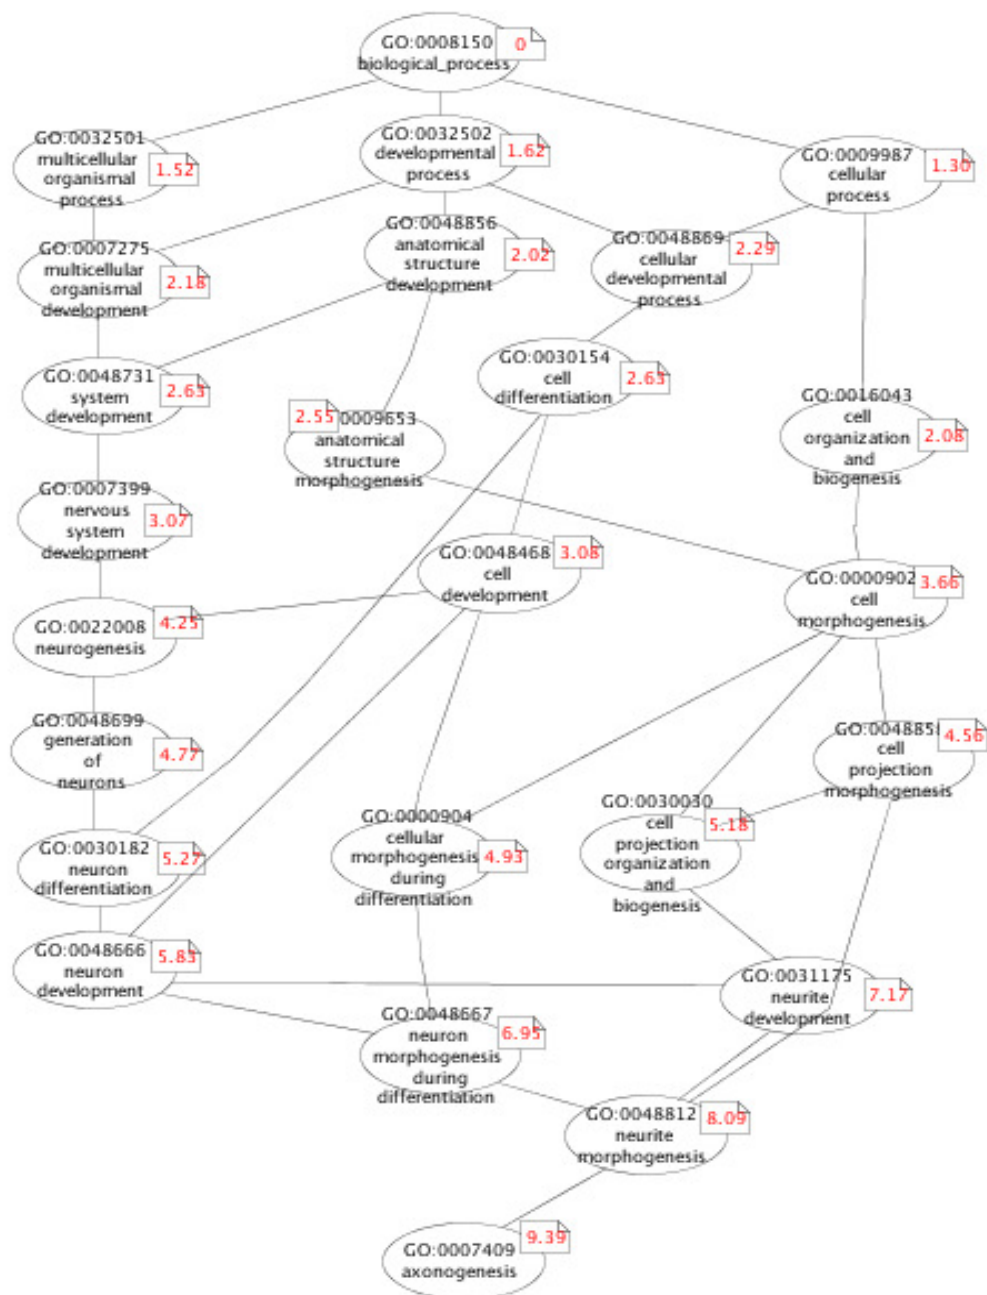 GO:0008150
biological_process
0
GO:0032501
multicellular
organismal
process
1.52
GO:0032502
developmental
process
1.62
GO:0009987
cellular
process
1.30
GO:0007275
multicellular
organismal
development
2.18
GO:0048856
anatomical
structure
development
2.02
GO:0048869
cellular
developmental
process
2.29
GO:0048731
system
development
2.63
GO:0030154
cell
differentiation
2.63
2.55
0009653
anatomical
structure
morphogenesis
GO:0016043
cell
organization
and
biogenesis
2.08
GO:0007399
nervous
system
development
3.07
GO:0048468
cell
development
3.08
GO:0000902
cell
morphogenesis
3.66
GO:0022008
neurogenesis
4.25
GO:0048699
generation
of
neurons
4.77
GO:004885
cell
projection
morphogenesis
4.56
GO:0030030
cell
projection
organization
and
biogenesis
5.18
GO:0000904
cellular
morphogenesis
during
differentiation
4.93
GO:0030182
neuron
differentiation
5.27
GO:0048666
neuron
development
5.83
GO:0031175
neurite
development
7.17
GO:0048667
neuron
morphogenesis
during
differentiation
6.95
GO:0048812
neurite
morphogenesis
8.09
GO:0007409
axonogenesis
9.39